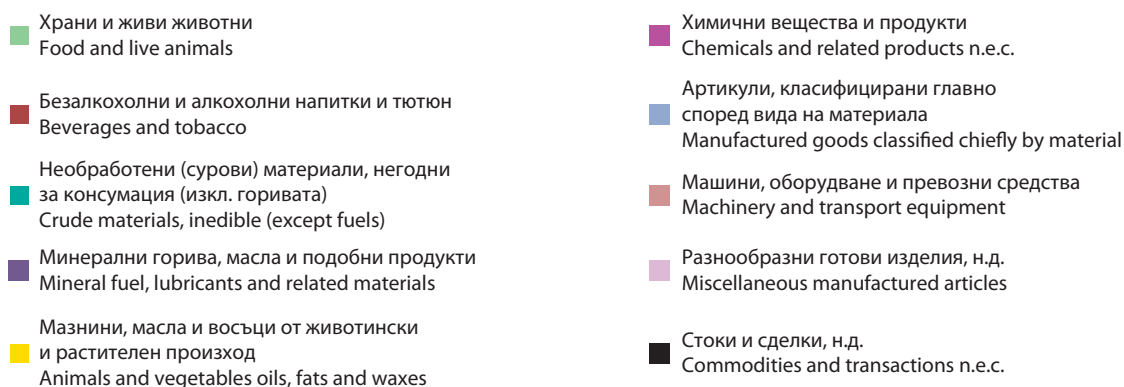 Храни и живи животни
Food and live animals
Безалкохолни и алкохолни напитки и тютюн
Beverages and tobacco
Необработени (сурови) материали, негодни
за консумация (изкл. горивата)
Crude materials, inedible (except fuels)
Минерални горива, масла и подобни продукти
Mineral fuel, lubricants and related materials
Мазнини, масла и восъци от животински
и растителен произход
Animals and vegetables oils, fats and waxes
Химични вещества и продукти
Chemicals and related products n.e.c.
Артикули, класифицирани главно
според вида на материала
Manufactured goods classified chiefly by material
Машини, оборудване и превозни средства
Machinery and transport equipment
Разнообразни готови изделия, н.д.
Miscellaneous manufactured articles
Стоки и сделки, н.д.
Commodities and transactions n.e.c.